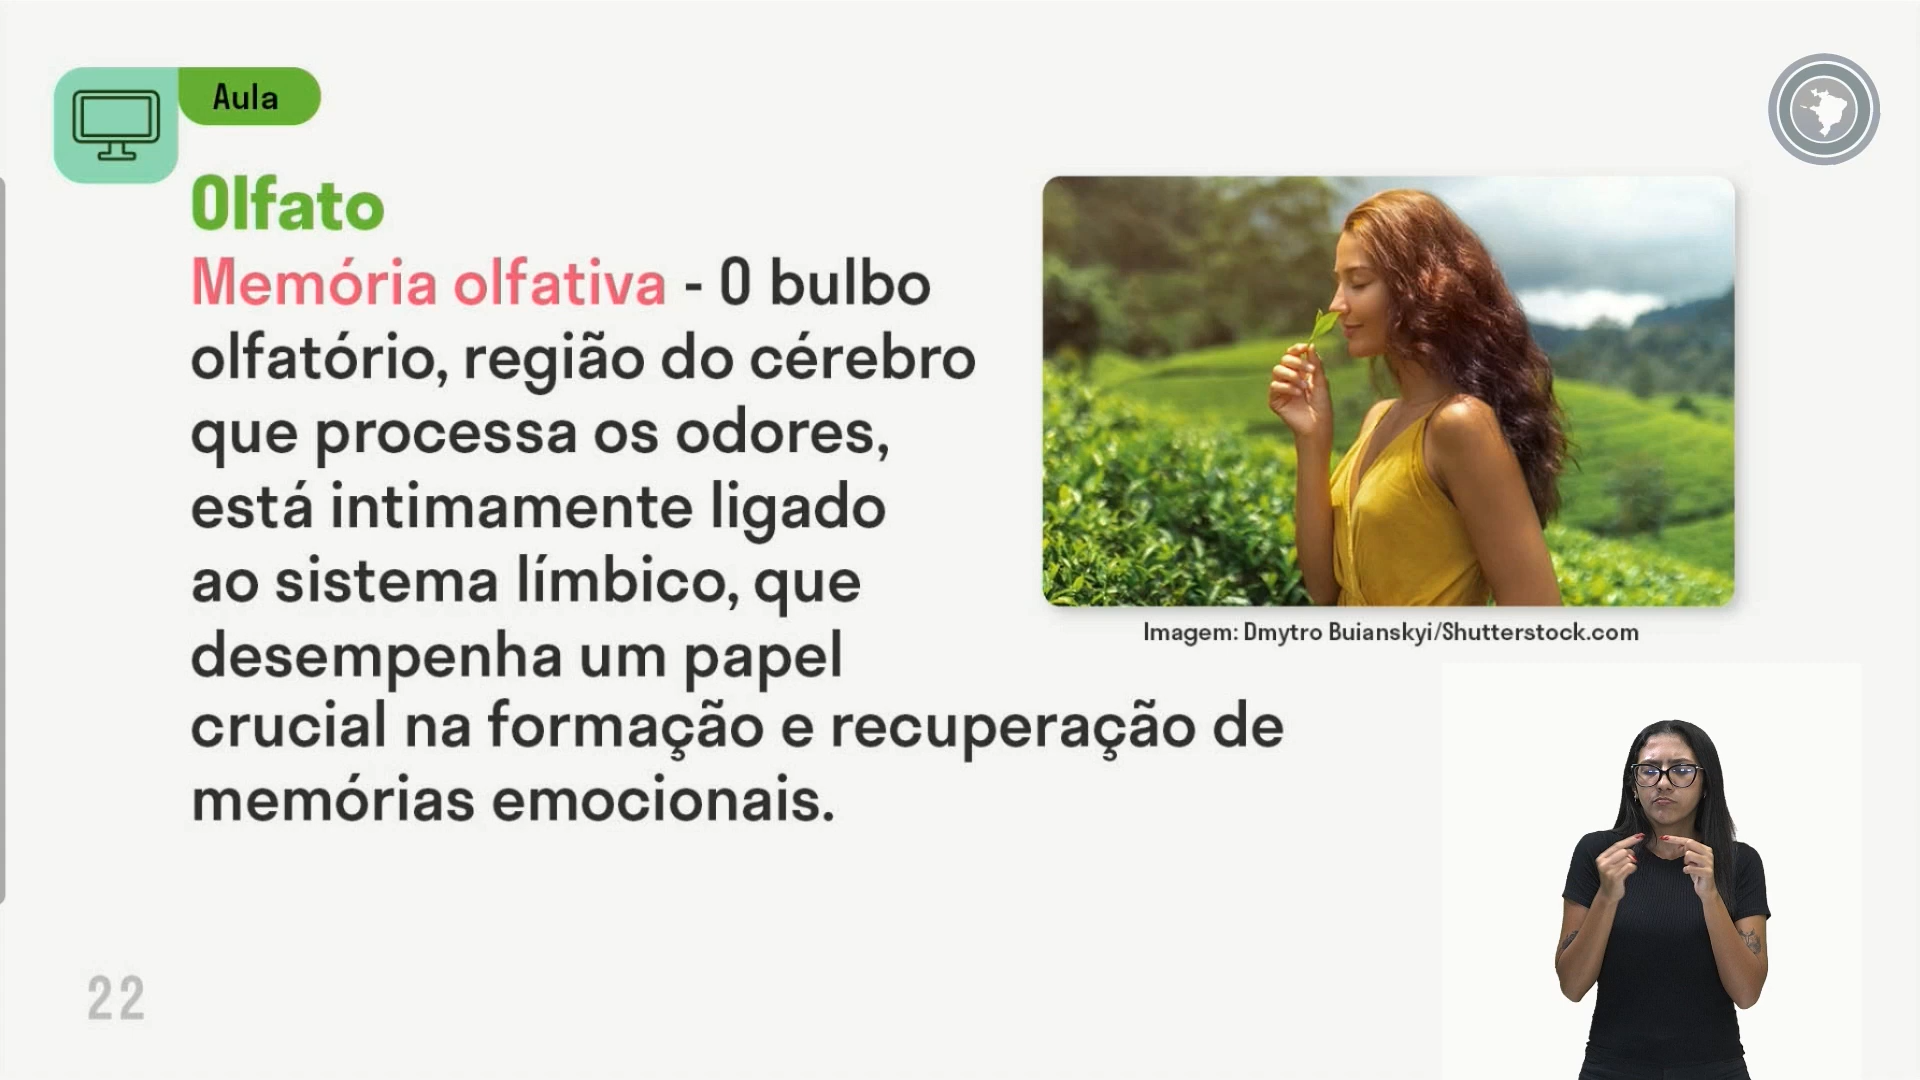 Aula
Olfato
Memória olfativa - O bulbo
olfatório, região do cérebro
que processa os odores,
está intimamente ligado
ao sistema límbico, que
desempenha um papel
crucial na formação e recuperação de
memórias emocionais.
Imagem: Dmytro Buianskyi/Shutterstock.com
22